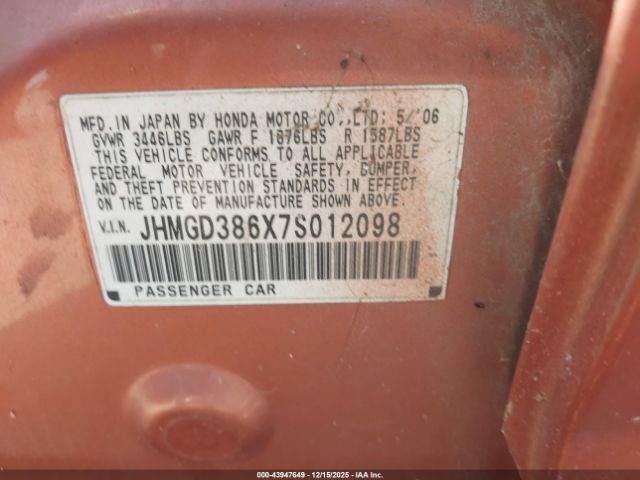 MFD.IN JAPAN BY HONDA MOTOR CO.,LTD: 5/'06
GVWR 3446LBS GAWR F 1876LBS R 1587LBS
THIS VEHICLE CONFORMS TO ALL APPLICABLE
FEDERAL MOTOR VEHICLE SAFETY, BUMPER,
AND THEFT PREVENTION STANDARDS IN EFFECT
ON THE DATE OF MANUFACTURE SHOWN ABOVE.
V.I.N. JHMGD386X7S012098
PASSENGER CAR
000-43947649 - 12/15/2025 - IAA Inc.